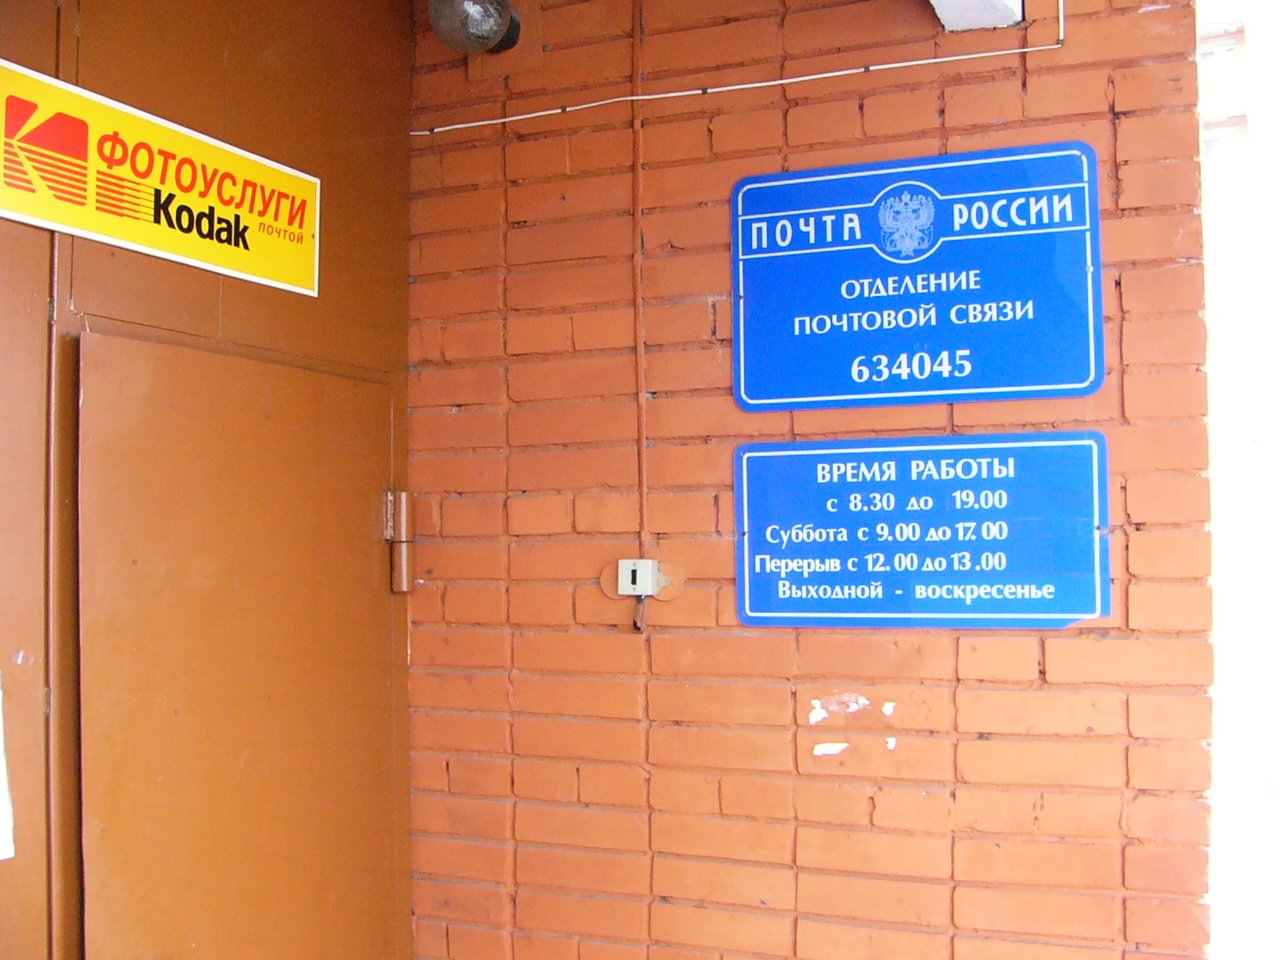 ФОТОУСЛУГИ
Kodak
ПОЧТОЙ
ПОЧТА РОССИИ
ОТДЕЛЕНИЕ
ПОЧТОВОЙ СВЯЗИ
634045
ВРЕМЯ РАБОТЫ
с 8.30 до 19.00
Суббота с 9.00 до 17.00
Перерыв с 12.00 до 13.00
Выходной - воскресенье